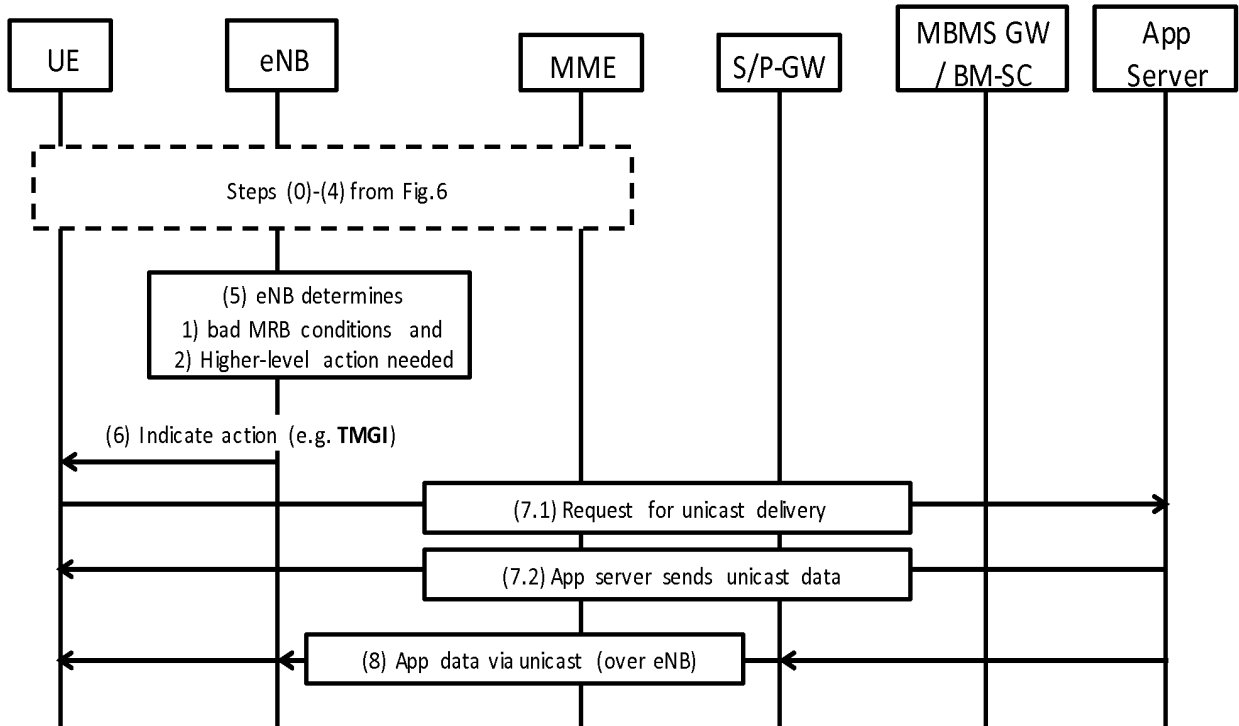 UE
eNB
MME
S/P-GW
MBMS GW
/ BM-SC
App
Server
Steps (0)-(4) from Fig.6
(5) eNB determines
1) bad MRB conditions and
2) Higher-level action needed
(6) Indicate action (e.g. TMGI)
(7.1) Request for unicast delivery
(7.2) App server sends unicast data
(8) App data via unicast (over eNB)